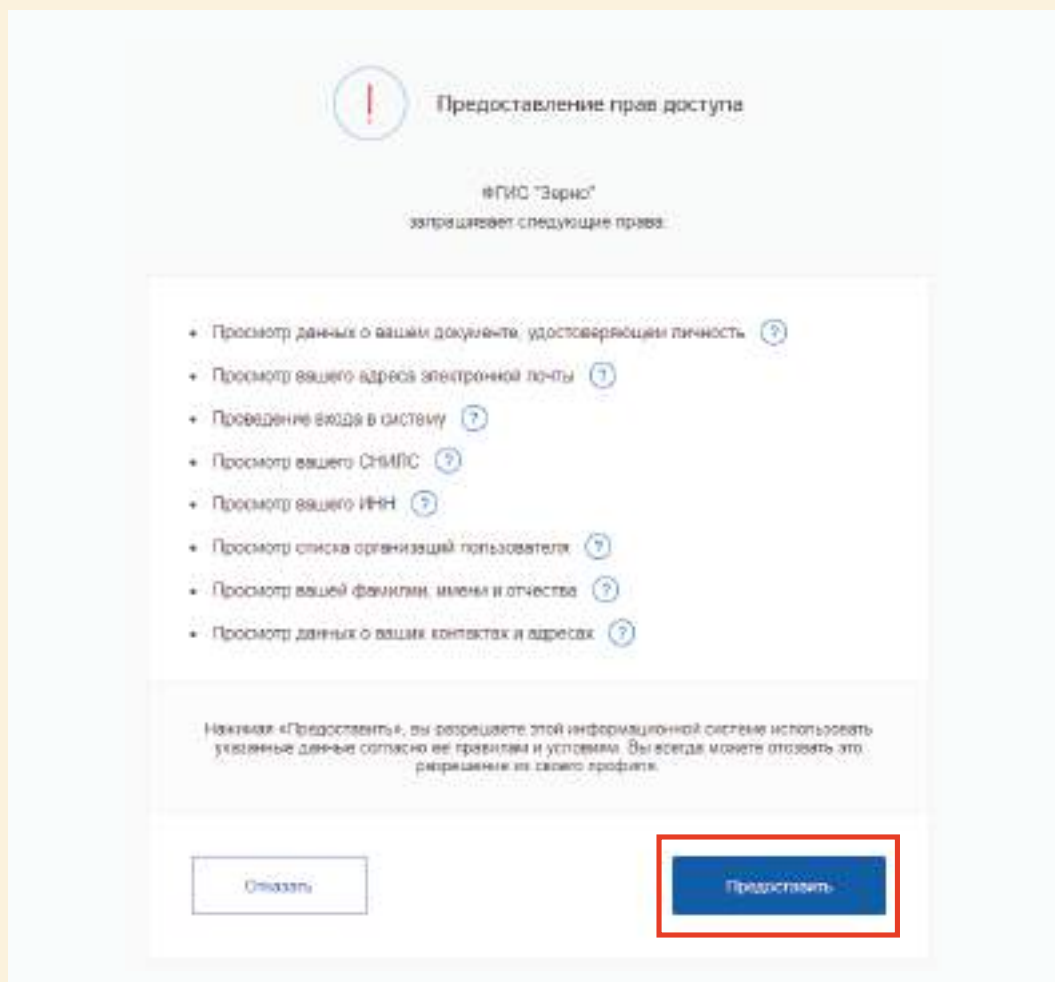 !
Предоставление прав доступа
ФГИС "Зерно"
запрашивает следующие права:
• Просмотр данных о вашем документе, удостоверяющем личность ?
• Просмотр вашего адреса электронной почты ?
• Проведение входа в систему ?
• Просмотр вашего СНИЛС ?
• Просмотр вашего ИНН ?
• Просмотр списка организаций пользователя ?
• Просмотр вашей фамилии, имени и отчества ?
• Просмотр данных о ваших контактах и адресах ?
Нажимая «Предоставить», вы разрешаете этой информационной системе использовать
указанные данные согласно ее правилам и условиям. Вы всегда можете отозвать это
разрешение из своего профиля.
Отказать
Предоставить